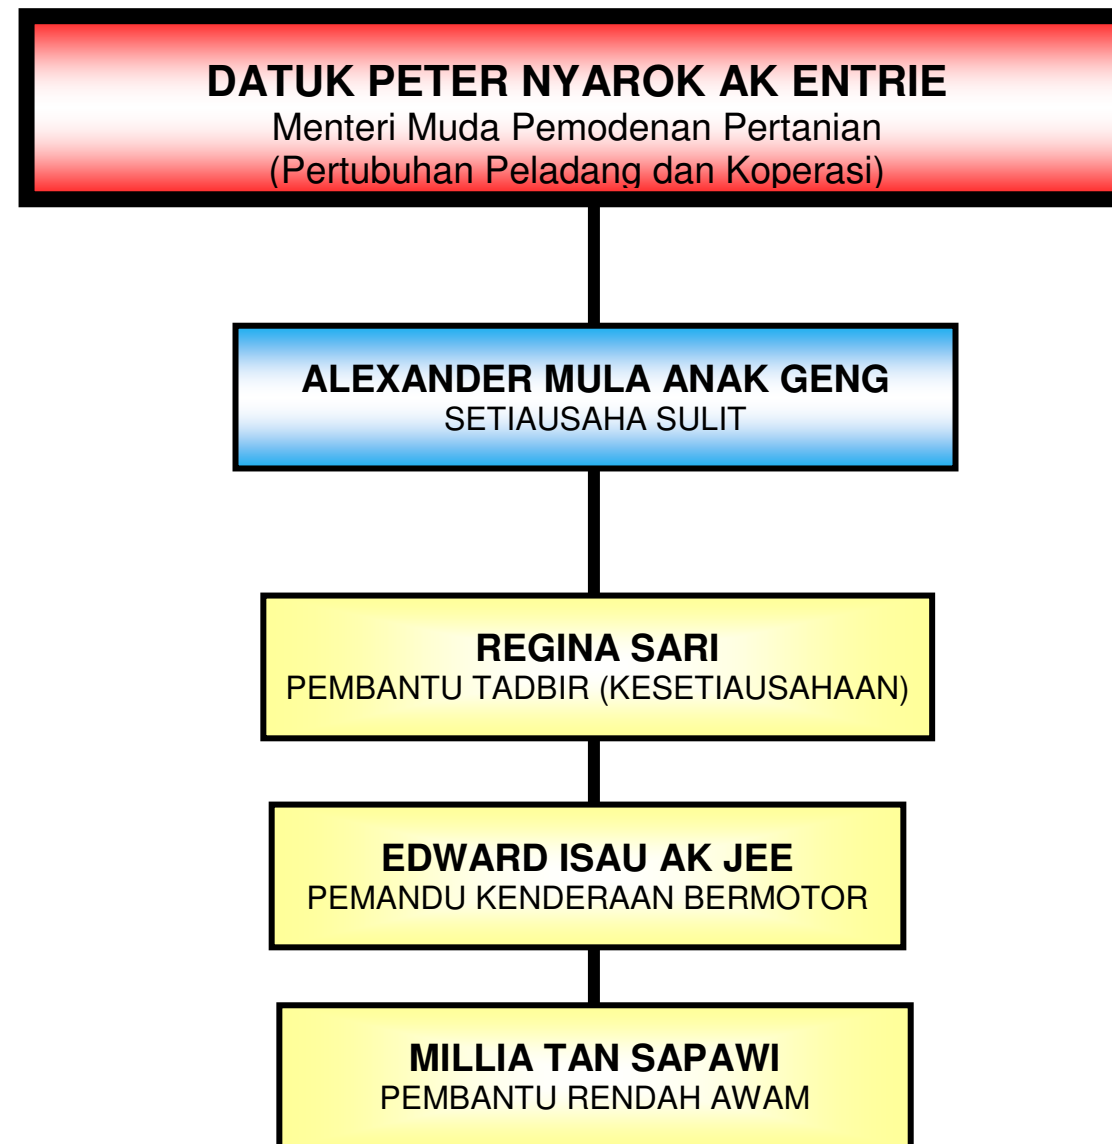 DATUK PETER NYAROK AK ENTRIE
Menteri Muda Pemodenan Pertanian
(Pertubuhan Peladang dan Koperasi)
ALEXANDER MULA ANAK GENG
SETIAUSAHA SULIT
REGINA SARI
PEMBANTU TADBIR (KESETIAUSAHAAN)
EDWARD ISAU AK JEE
PEMANDU KENDERAAN BERMOTOR
MILLIA TAN SAPAWI
PEMBANTU RENDAH AWAM